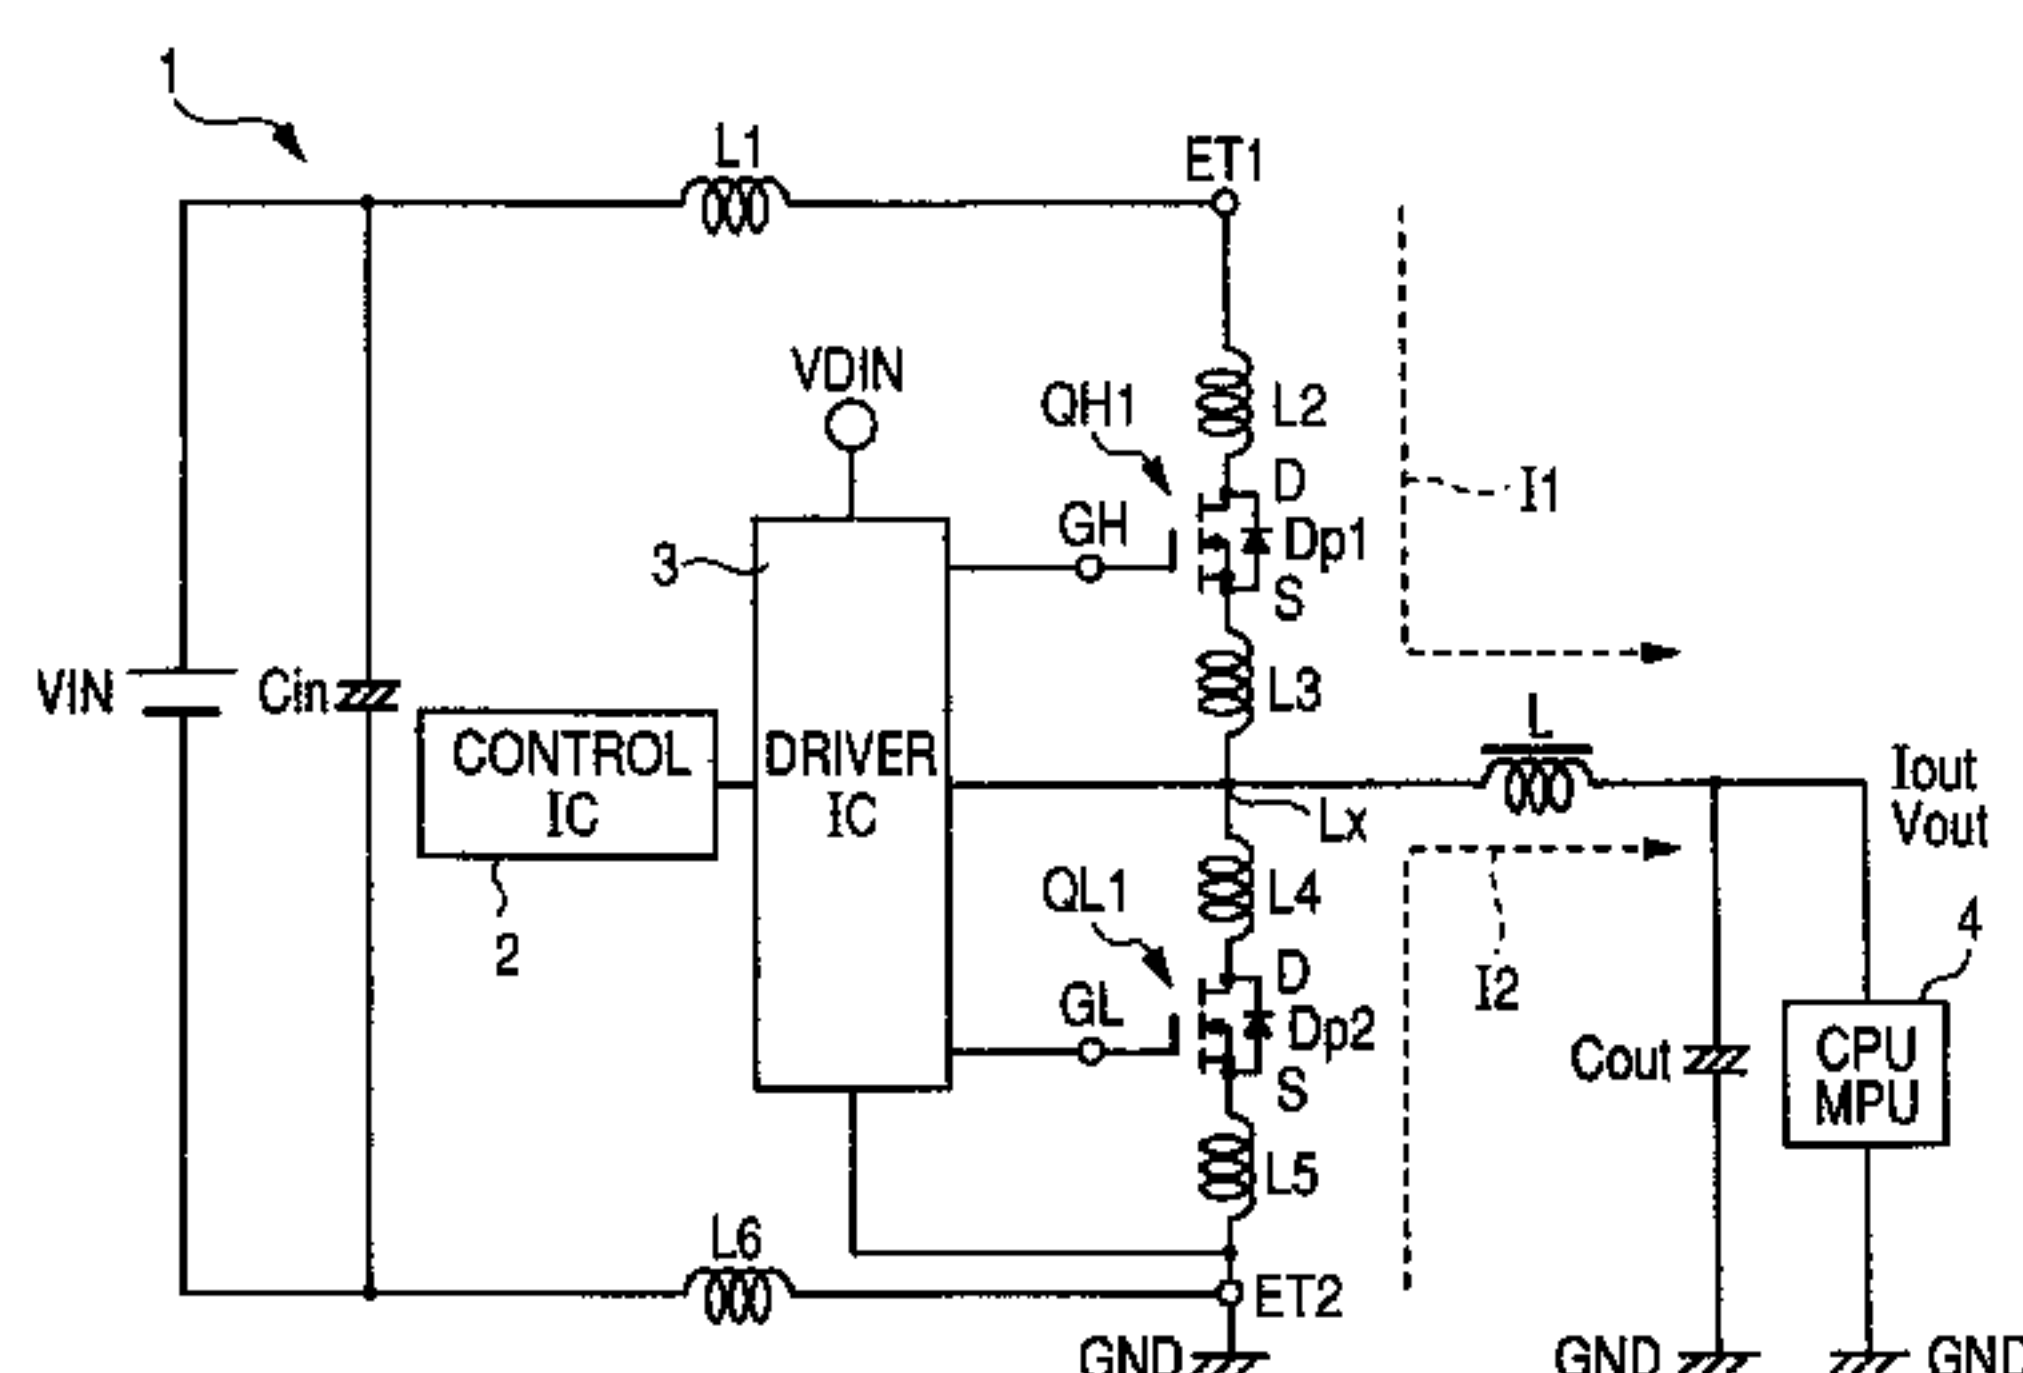 1
L1
ET1
VDIN
QH1
L2
D
GH
Dp1
I1
3
S
VIN
Cin
L3
L
CONTROL
IC
DRIVER
IC
Iout
Vout
Lx
QL1
L4
2
4
D
I2
GL
Dp2
Cout
CPU
MPU
S
L5
L6
ET2
GND
GND
GND